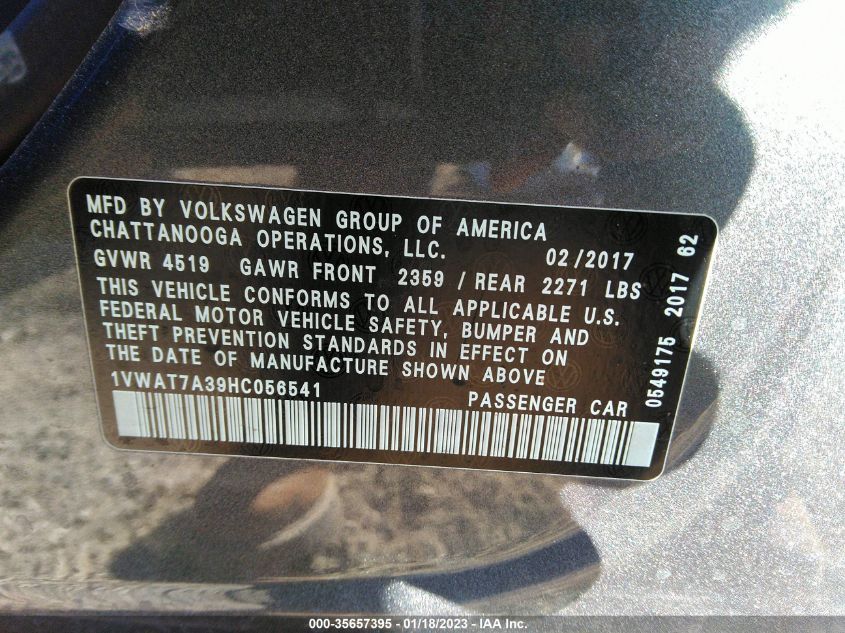 MFD BY VOLKSWAGEN GROUP OF AMERICA
CHATTANOOGA OPERATIONS, LLC. 02/2017
GVWR 4519 GAWR FRONT 2359 / REAR 2271 LBS
THIS VEHICLE CONFORMS TO ALL APPLICABLE U.S.
FEDERAL MOTOR VEHICLE SAFETY, BUMPER AND
THEFT PREVENTION STANDARDS IN EFFECT ON
THE DATE OF MANUFACTURE SHOWN ABOVE
1VWAT7A39HC056541 PASSENGER CAR
0549175 2017 62
000-35657395 - 01/18/2023 - IAA Inc.